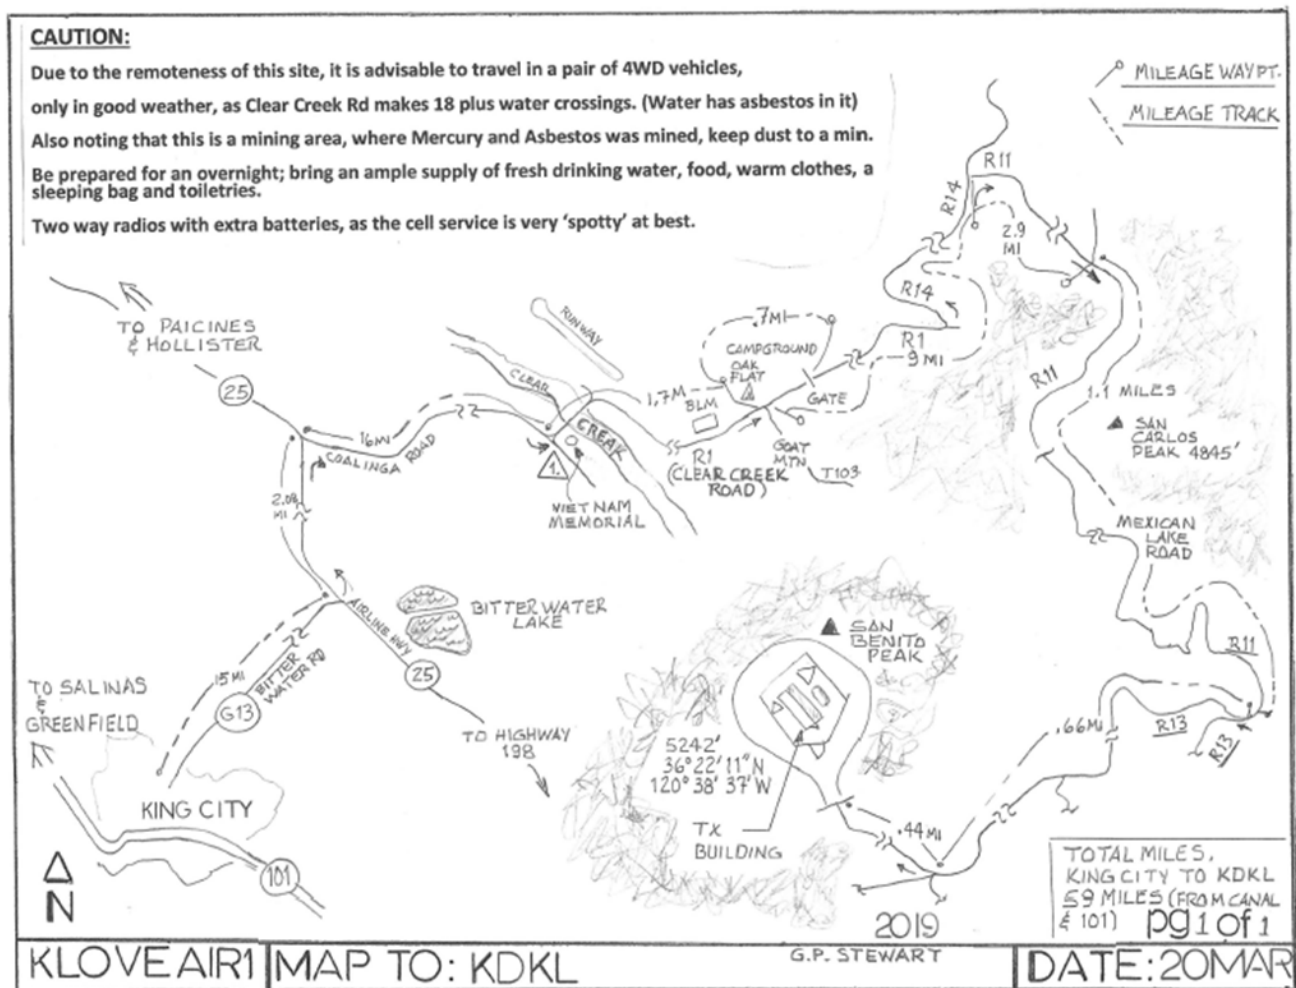 CAUTION:
Due to the remoteness of this site, it is advisable to travel in a pair of 4WD vehicles,
only in good weather, as Clear Creek Rd makes 18 plus water crossings. (Water has asbestos in it)
Also noting that this is a mining area, where Mercury and Asbestos was mined, keep dust to a min.
Be prepared for an overnight; bring an ample supply of fresh drinking water, food, warm clothes, a
sleeping bag and toiletries.
Two way radios with extra batteries, as the cell service is very 'spotty' at best.
MILEAGE WAYPT.
MILEAGE TRACK
R11
R14
2.9
MI
TO PAICINES
& HOLLISTER
25
RUNWAY
R14
.7MI
R1
9 MI
CAMPGROUND
OAK
FLAT
CLEAR
CREAK
1.7M
BLM
GATE
R11
1.1 MILES
16MI
COALINGA ROAD
1.
VIETNAM
MEMORIAL
R1
(CLEAR CREEK
ROAD)
GOAT
MTN
T103
SAN
CARLOS
PEAK 4845'
MEXICAN
LAKE
ROAD
MI
AIRLINE HWY
BITTER WATER
LAKE
25
15MI
BITTER
WATER RD
G13
TO SALINAS
&
GREENFIELD
TO HIGHWAY
198
SAN
BENITO
PEAK
R11
R13
R13
.66MI
5242'
36° 22' 11" N
120° 38' 37' W
KING CITY
101
N
TX
BUILDING
.44 MI
TOTAL MILES,
KING CITY TO KDKL
59 MILES (FROM CANAL
& 101) pg 1 of 1
2019
G.P. STEWART
KLOVE AIR1
MAP TO: KDKL
DATE: 20MAR